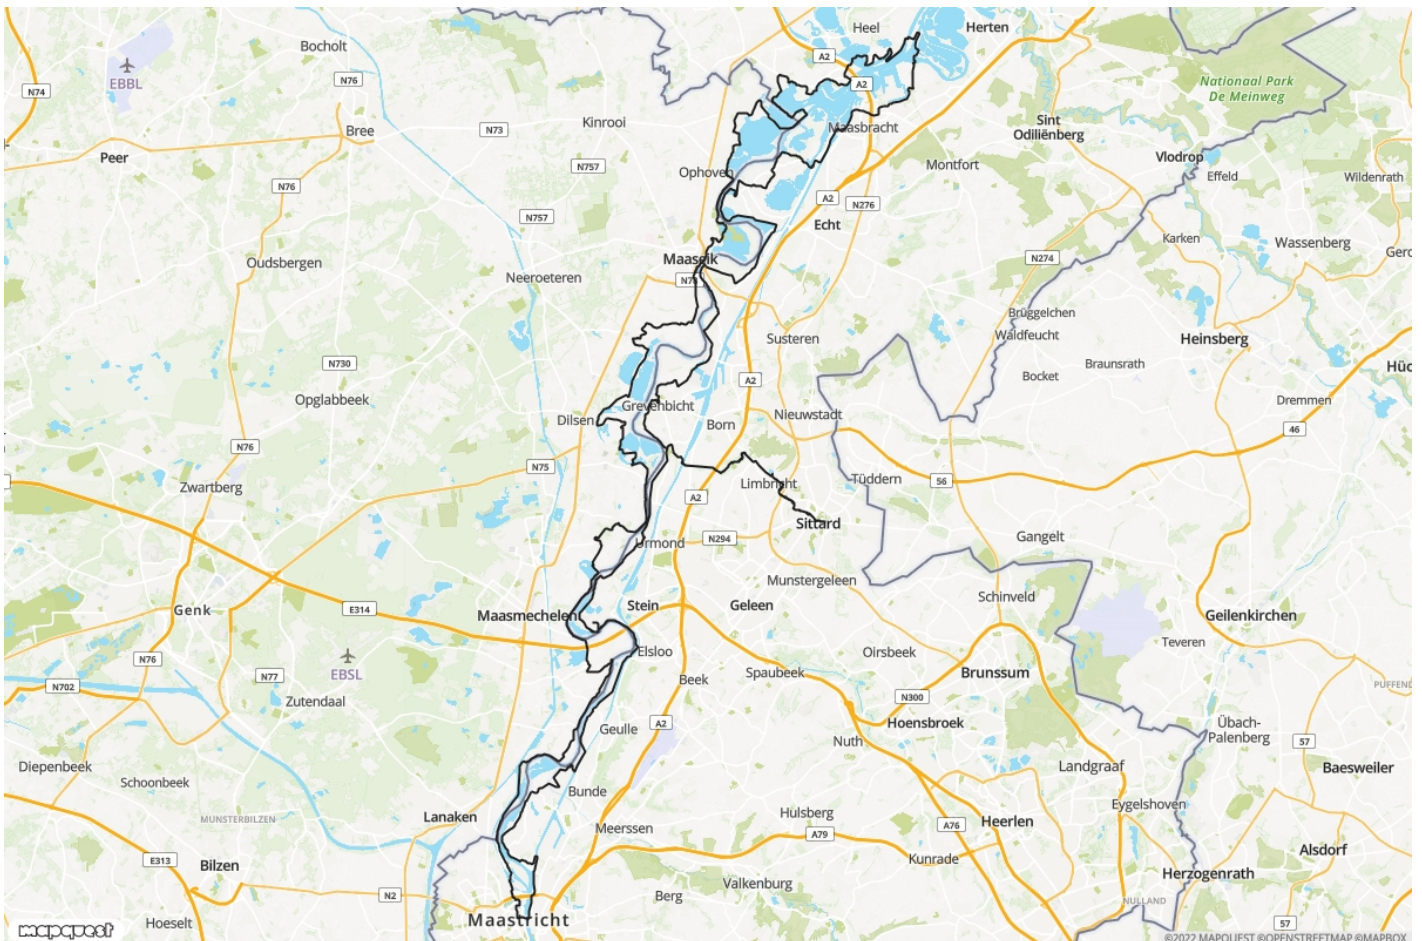 Heel
Herten
Bocholt
A2
EBBL
N76
A2
Nationaal Park
De Meinweg
N74
Kinrooi
Sint
Odiliënberg
Bree
N73
Maasbracht
Peer
N757
Montfort
Vlodrop
Ophoven
Effeld
Wildenrath
N76
A2
N276
N757
Echt
Karken
Wassenberg
Maaseik
N274
Oudsbergen
Neeroeteren
Brüggelchen
Waldfeucht
Susteren
Heinsberg
N730
Braunsrath
A2
Bocket
Opglabbeek
Grevenbicht
Nieuwstadt
Dremmen
Dilsen
Born
46
N76
N75
Limbricht
Tüddern
56
Zwartberg
A2
Sittard
N294
Gangelt
Munstergeleen
Schinveld
Genk
E314
Maasmechelen
Stein
Geleen
Geilenkirchen
Teveren
N76
Elsloo
Oirsbeek
EBSL
N77
Spaubeek
Brunssum
N702
Beek
N300
Zutendaal
Hoensbroek
A2
Geulle
Übach-
Palenberg
Nuth
57
Diepenbeek
Landgraaf
Baesweiler
Schoonbeek
Bunde
Eygelshoven
MUNSTERBILZEN
Lanaken
Hulsberg
Meerssen
A79
A76
Heerlen
Alsdorf
E313
Bilzen
Kunrade
Herzogenrath
Valkenburg
N2
Berg
NULLAND
Hoeselt
Maastricht
57
mapquest
©2022 MAPQUEST ©OPENSTREETMAP ©MAPBOX